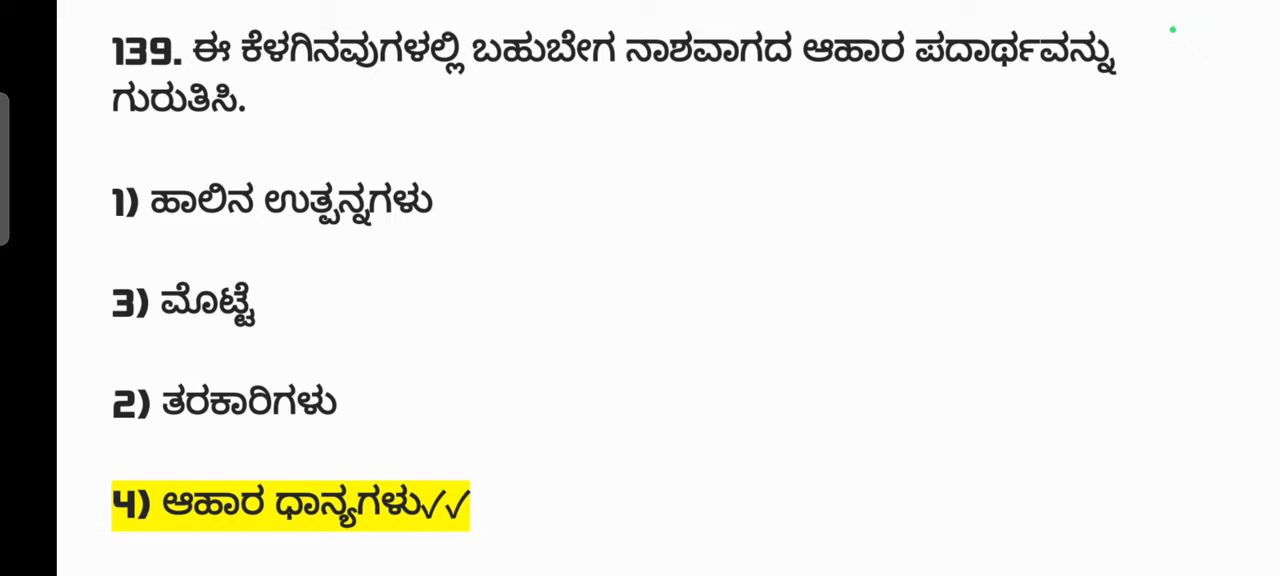 139. ಈ ಕೆಳಗಿನವುಗಳಲ್ಲಿ ಬಹುಬೇಗ ನಾಶವಾಗದ ಆಹಾರ ಪದಾರ್ಥವನ್ನು
ಗುರುತಿಸಿ.
1) ಹಾಲಿನ ಉತ್ಪನ್ನಗಳು
3) ಮೊಟ್ಟೆ
2) ತರಕಾರಿಗಳು
4) ಆಹಾರ ಧಾನ್ಯಗಳು✓✓